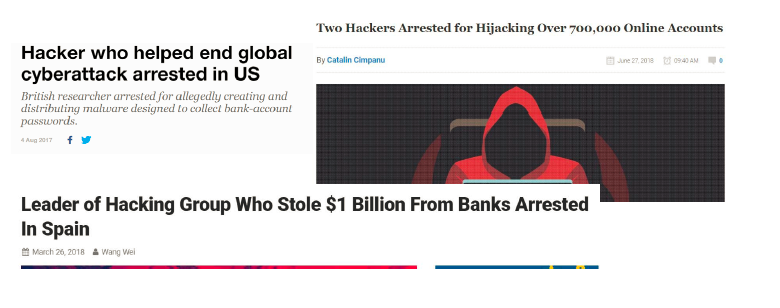 Hacker who helped end global
cyberattack arrested in US
British researcher arrested for allegedly creating and
distributing malware designed to collect bank-account
passwords.
4 Aug 2017
Two Hackers Arrested for Hijacking Over 700,000 Online Accounts
By Catalin Cimpanu
June 27, 2018
09:40 AM
0
Leader of Hacking Group Who Stole $1 Billion From Banks Arrested
In Spain
March 26, 2018 Wang Wei